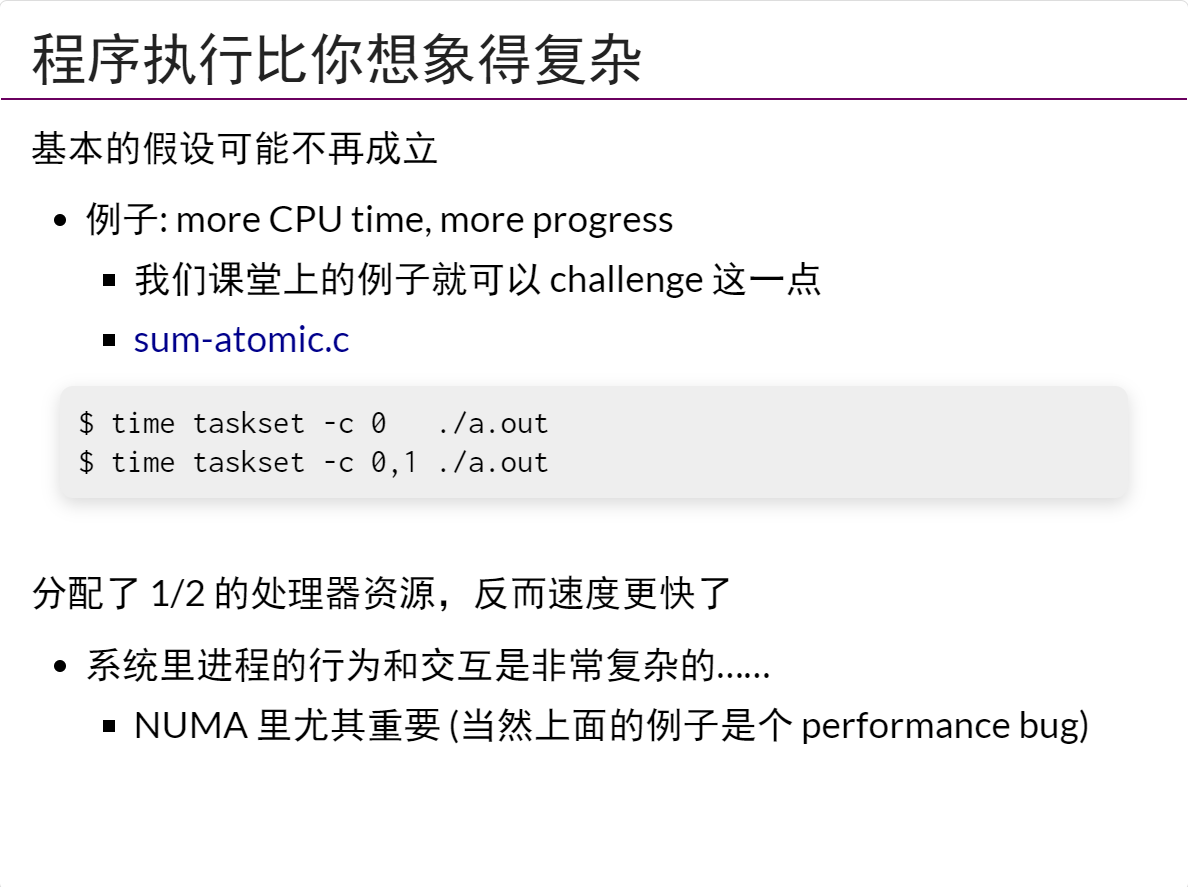 程序执行比你想象得复杂
基本的假设可能不再成立
例子: more CPU time, more progress
我们课堂上的例子就可以 challenge 这一点
sum-atomic.c
$ time taskset -c 0   ./a.out
$ time taskset -c 0,1 ./a.out
分配了 1/2 的处理器资源，反而速度更快了
系统里进程的行为和交互是非常复杂的……
NUMA 里尤其重要 (当然上面的例子是个 performance bug)